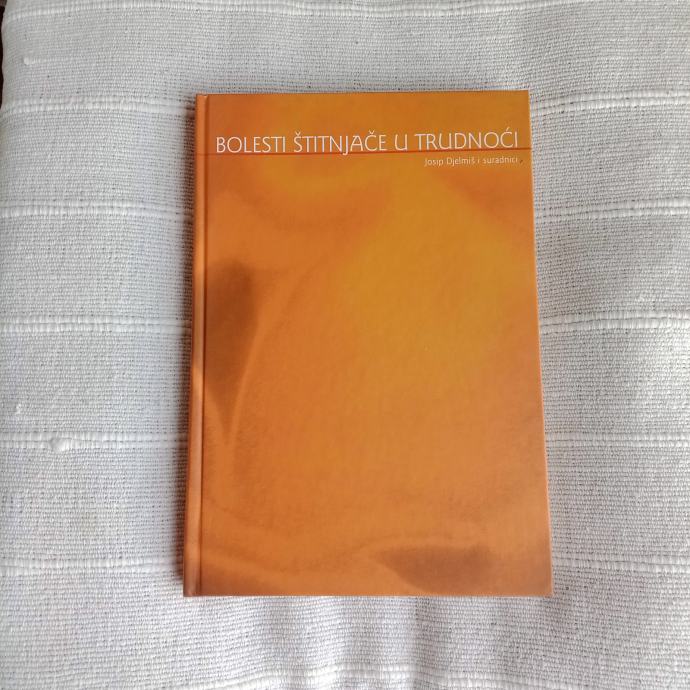 BOLESTI ŠTITNJAČE U TRUDNOĆI
Josip Djelmiš i suradnici